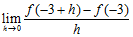 lim h→0 f(−3+h)−f(−3) / h